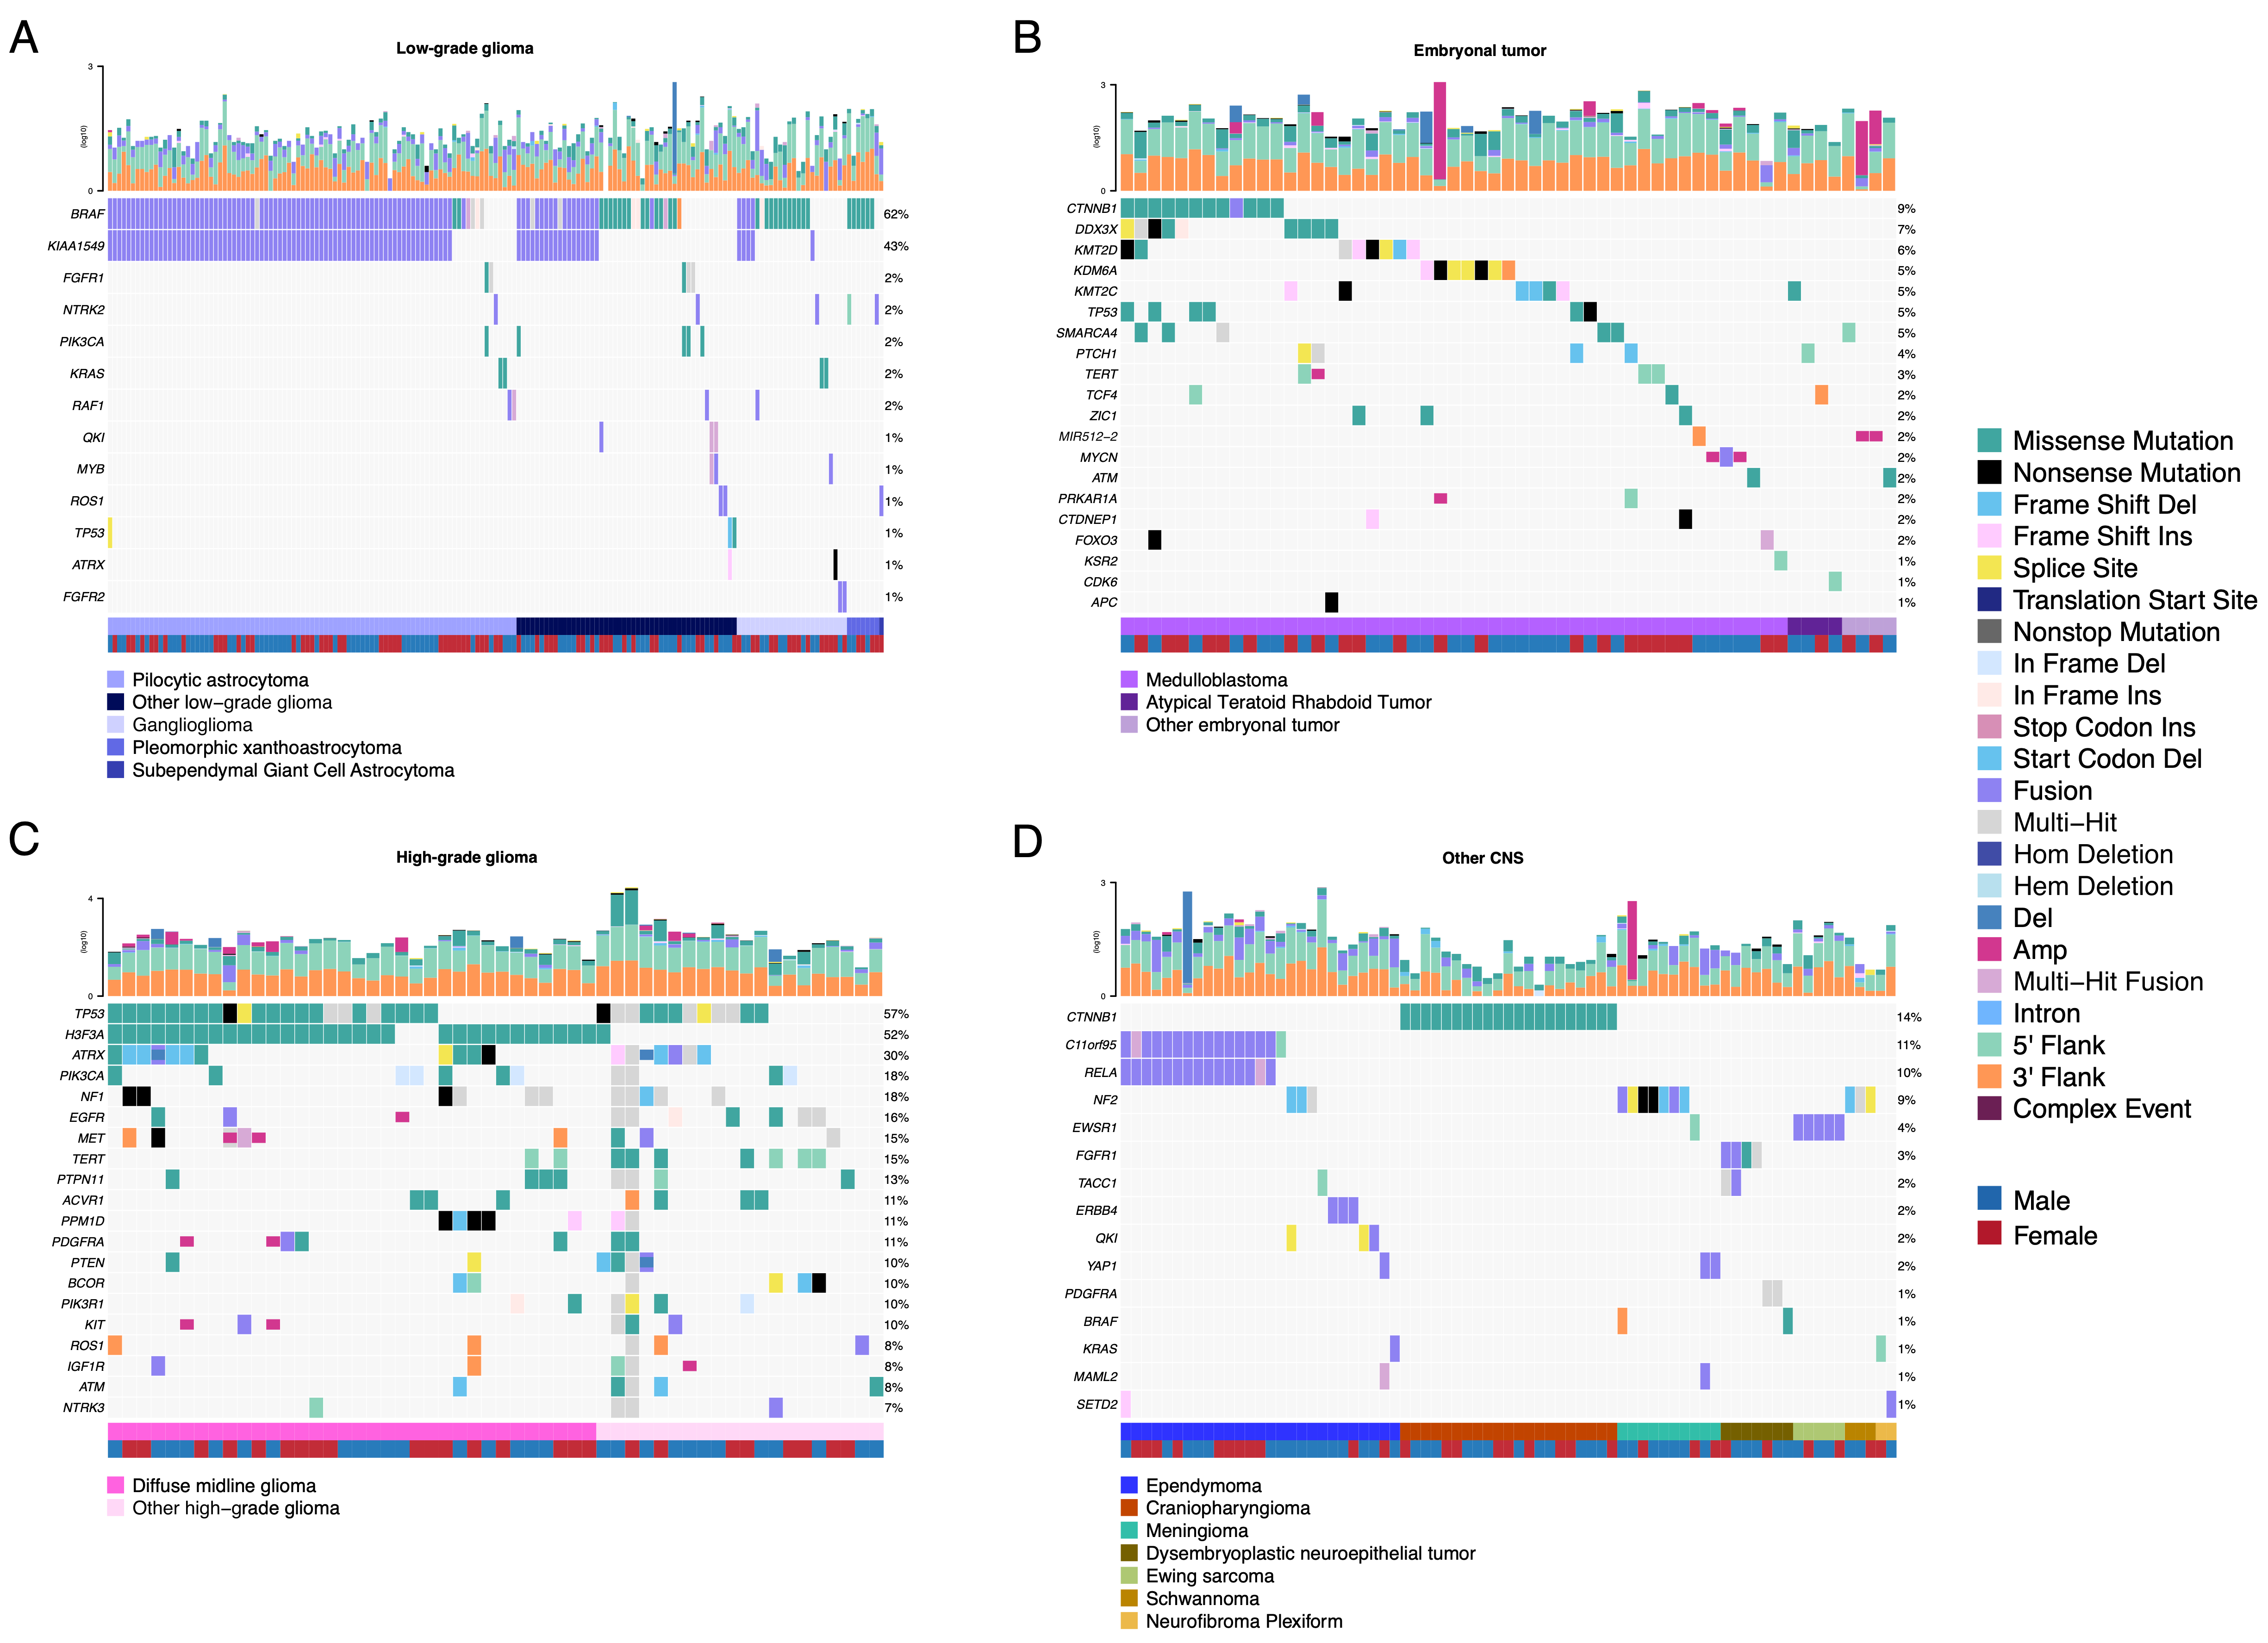 A
Low-grade glioma
3
(log10)
0
BRAF 62%
KIAA1549 43%
FGFR1 2%
NTRK2 2%
PIK3CA 2%
KRAS 2%
RAF1 2%
QKI 1%
MYB 1%
ROS1 1%
TP53 1%
ATRX 1%
FGFR2 1%
Pilocytic astrocytoma
Other low−grade glioma
Ganglioglioma
Pleomorphic xanthoastrocytoma
Subependymal Giant Cell Astrocytoma
B
Embryonal tumor
3
(log10)
0
CTNNB1 9%
DDX3X 7%
KMT2D 6%
KDM6A 5%
KMT2C 5%
TP53 5%
SMARCA4 5%
PTCH1 4%
TERT 3%
TCF4 2%
ZIC1 2%
MIR512−2 2%
MYCN 2%
ATM 2%
PRKAR1A 2%
CTDNEP1 2%
FOXO3 2%
KSR2 1%
CDK6 1%
APC 1%
Medulloblastoma
Atypical Teratoid Rhabdoid Tumor
Other embryonal tumor
C
High-grade glioma
4
(log10)
0
TP53 57%
H3F3A 52%
ATRX 30%
PIK3CA 18%
NF1 18%
EGFR 16%
MET 15%
TERT 15%
PTPN11 13%
ACVR1 11%
PPM1D 11%
PDGFRA 11%
PTEN 10%
BCOR 10%
PIK3R1 10%
KIT 10%
ROS1 8%
IGF1R 8%
ATM 8%
NTRK3 7%
Diffuse midline glioma
Other high−grade glioma
D
Other CNS
3
(log10)
0
CTNNB1 14%
C11orf95 11%
RELA 10%
NF2 9%
EWSR1 4%
FGFR1 3%
TACC1 2%
ERBB4 2%
QKI 2%
YAP1 2%
PDGFRA 1%
BRAF 1%
KRAS 1%
MAML2 1%
SETD2 1%
Ependymoma
Craniopharyngioma
Meningioma
Dysembryoplastic neuroepithelial tumor
Ewing sarcoma
Schwannoma
Neurofibroma Plexiform
Missense Mutation
Nonsense Mutation
Frame Shift Del
Frame Shift Ins
Splice Site
Translation Start Site
Nonstop Mutation
In Frame Del
In Frame Ins
Stop Codon Ins
Start Codon Del
Fusion
Multi−Hit
Hom Deletion
Hem Deletion
Del
Amp
Multi−Hit Fusion
Intron
5' Flank
3' Flank
Complex Event
Male
Female